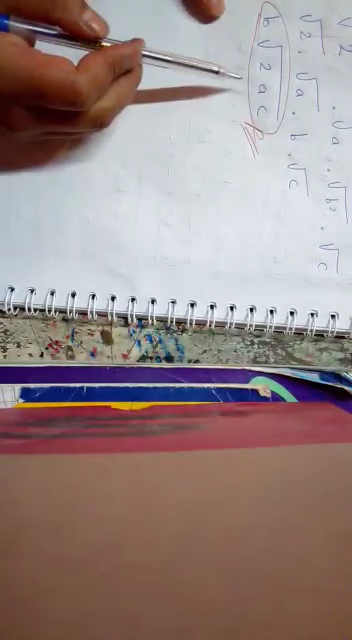 √2 . √a . √b² . √c
√2 . √a . b . √c
b√2ac